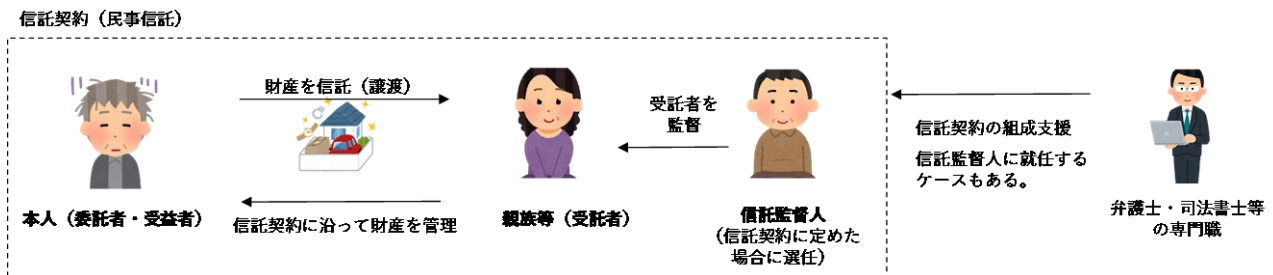 信託契約（民事信託）
財産を信託（譲渡）
本人（委託者・受益者）
信託契約に沿って財産を管理
親族等（受託者）
受託者を
監督
信託監督人
（信託契約に定めた
場合に選任）
信託契約の組成支援
信託監督人に就任する
ケースもある。
弁護士・司法書士等
の専門職